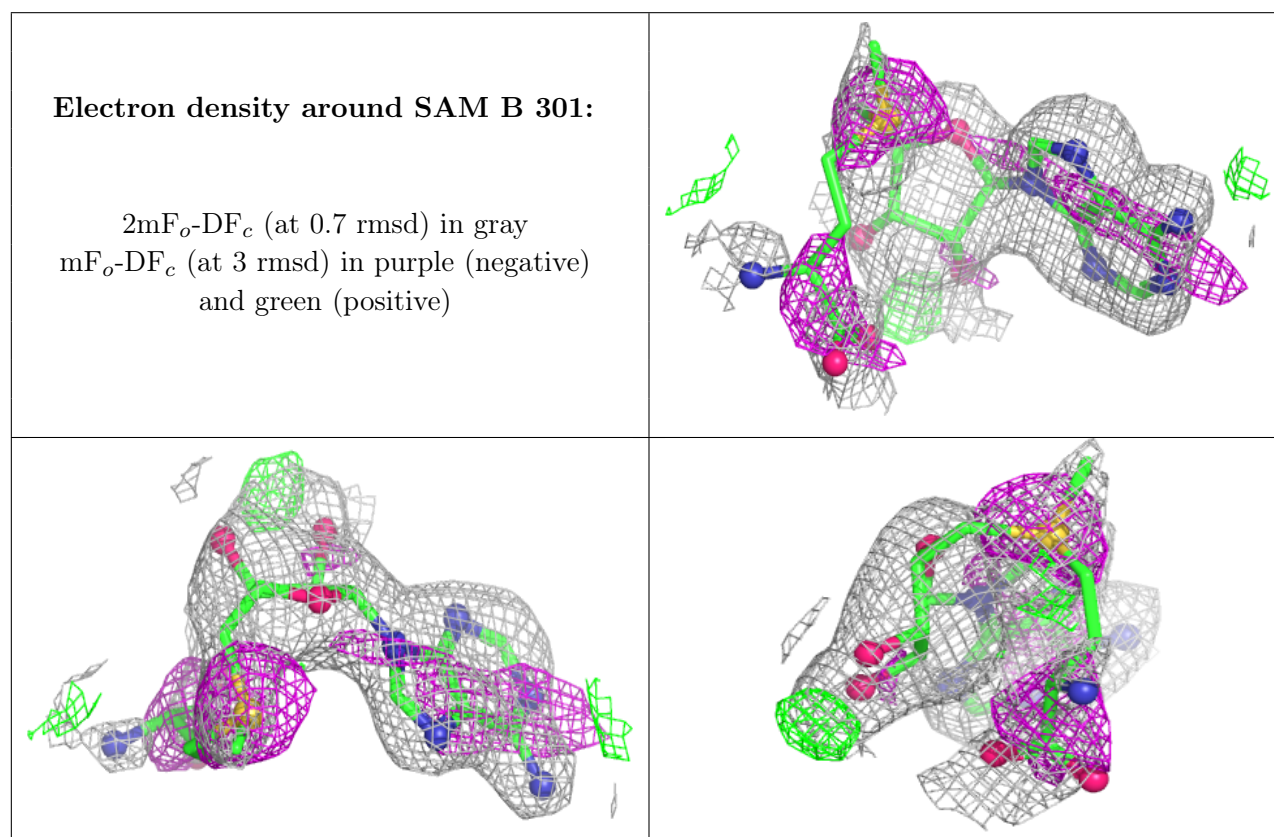 Electron density around SAM B 301:
2mFₒ-DF𝑐 (at 0.7 rmsd) in gray
mFₒ-DF𝑐 (at 3 rmsd) in purple (negative)
and green (positive)